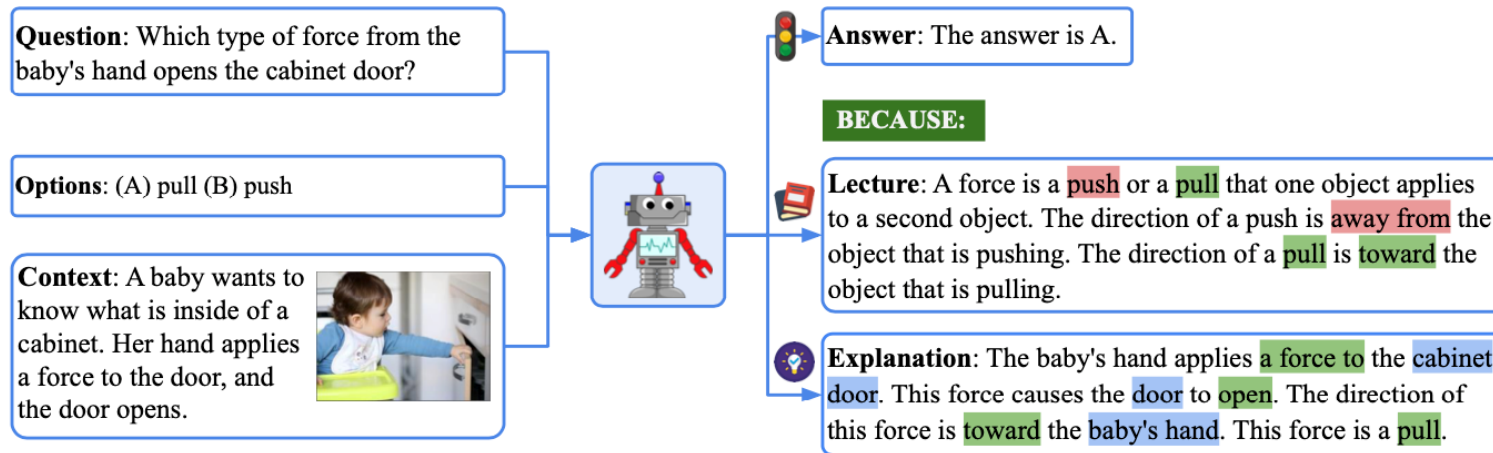 Question: Which type of force from the
baby's hand opens the cabinet door?
Options: (A) pull (B) push
Context: A baby wants to
know what is inside of a
cabinet. Her hand applies
a force to the door, and
the door opens.
Answer: The answer is A.
BECAUSE:
Lecture: A force is a push or a pull that one object applies
to a second object. The direction of a push is away from the
object that is pushing. The direction of a pull is toward the
object that is pulling.
Explanation: The baby's hand applies a force to the cabinet
door. This force causes the door to open. The direction of
this force is toward the baby's hand. This force is a pull.